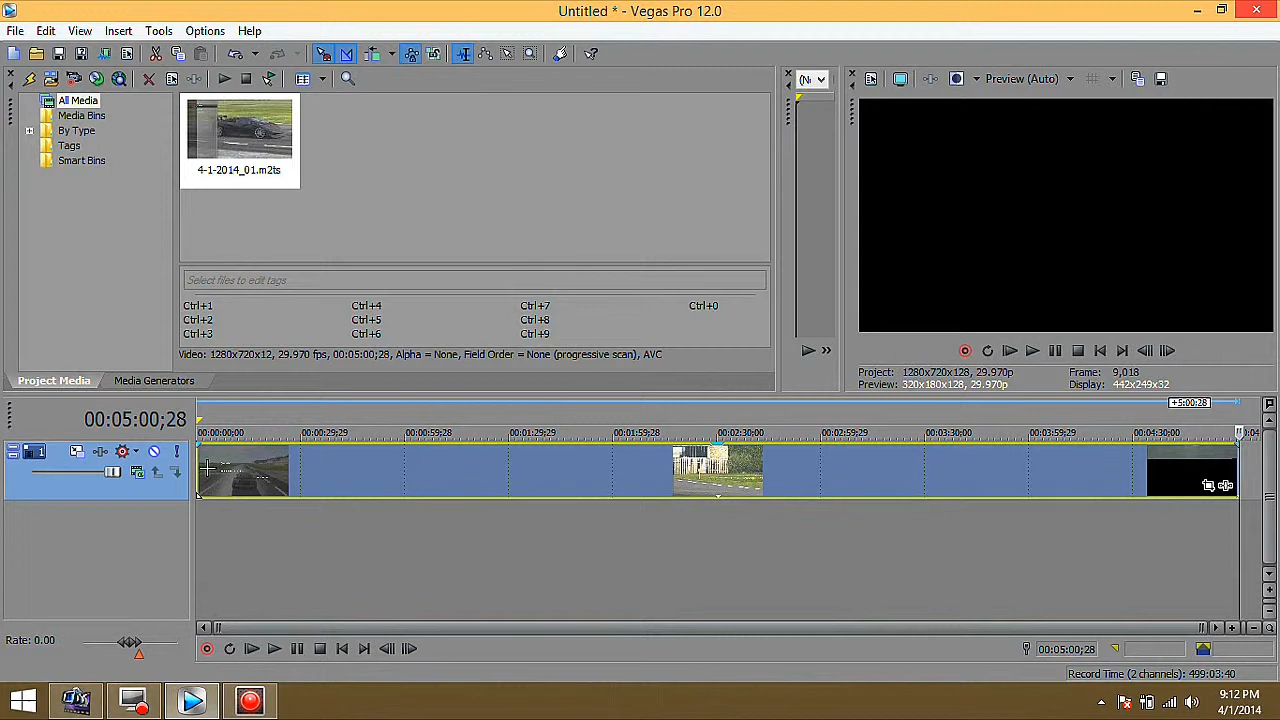 Untitled * - Vegas Pro 12.0
File Edit View Insert Tools Options Help
All Media
Media Bins
By Type
Tags
Smart Bins
4-1-2014_01.m2ts
Select files to edit tags
Ctrl+1 Ctrl+4 Ctrl+7 Ctrl+0
Ctrl+2 Ctrl+5 Ctrl+8
Ctrl+3 Ctrl+6 Ctrl+9
Video: 1280x720x12, 29.970 fps, 00:05:00;28, Alpha = None, Field Order = None (progressive scan), AVC
Project Media Media Generators
(N
Preview (Auto)
Project: 1280x720x128, 29.970p Frame: 9,018
Preview: 320x180x128, 29.970p Display: 442x249x32
+5:00:28
00:05:00;28
00:00:00;00 00:00:29;29 00:00:59;28 00:01:29;29 00:01:59;28 00:02:30;00 00:02:59;29 00:03:30;00 00:03:59;29 00:04:30;00 :04
1
Rate: 0.00
00:05:00;28
Record Time (2 channels): 499:03:40
9:12 PM
4/1/2014